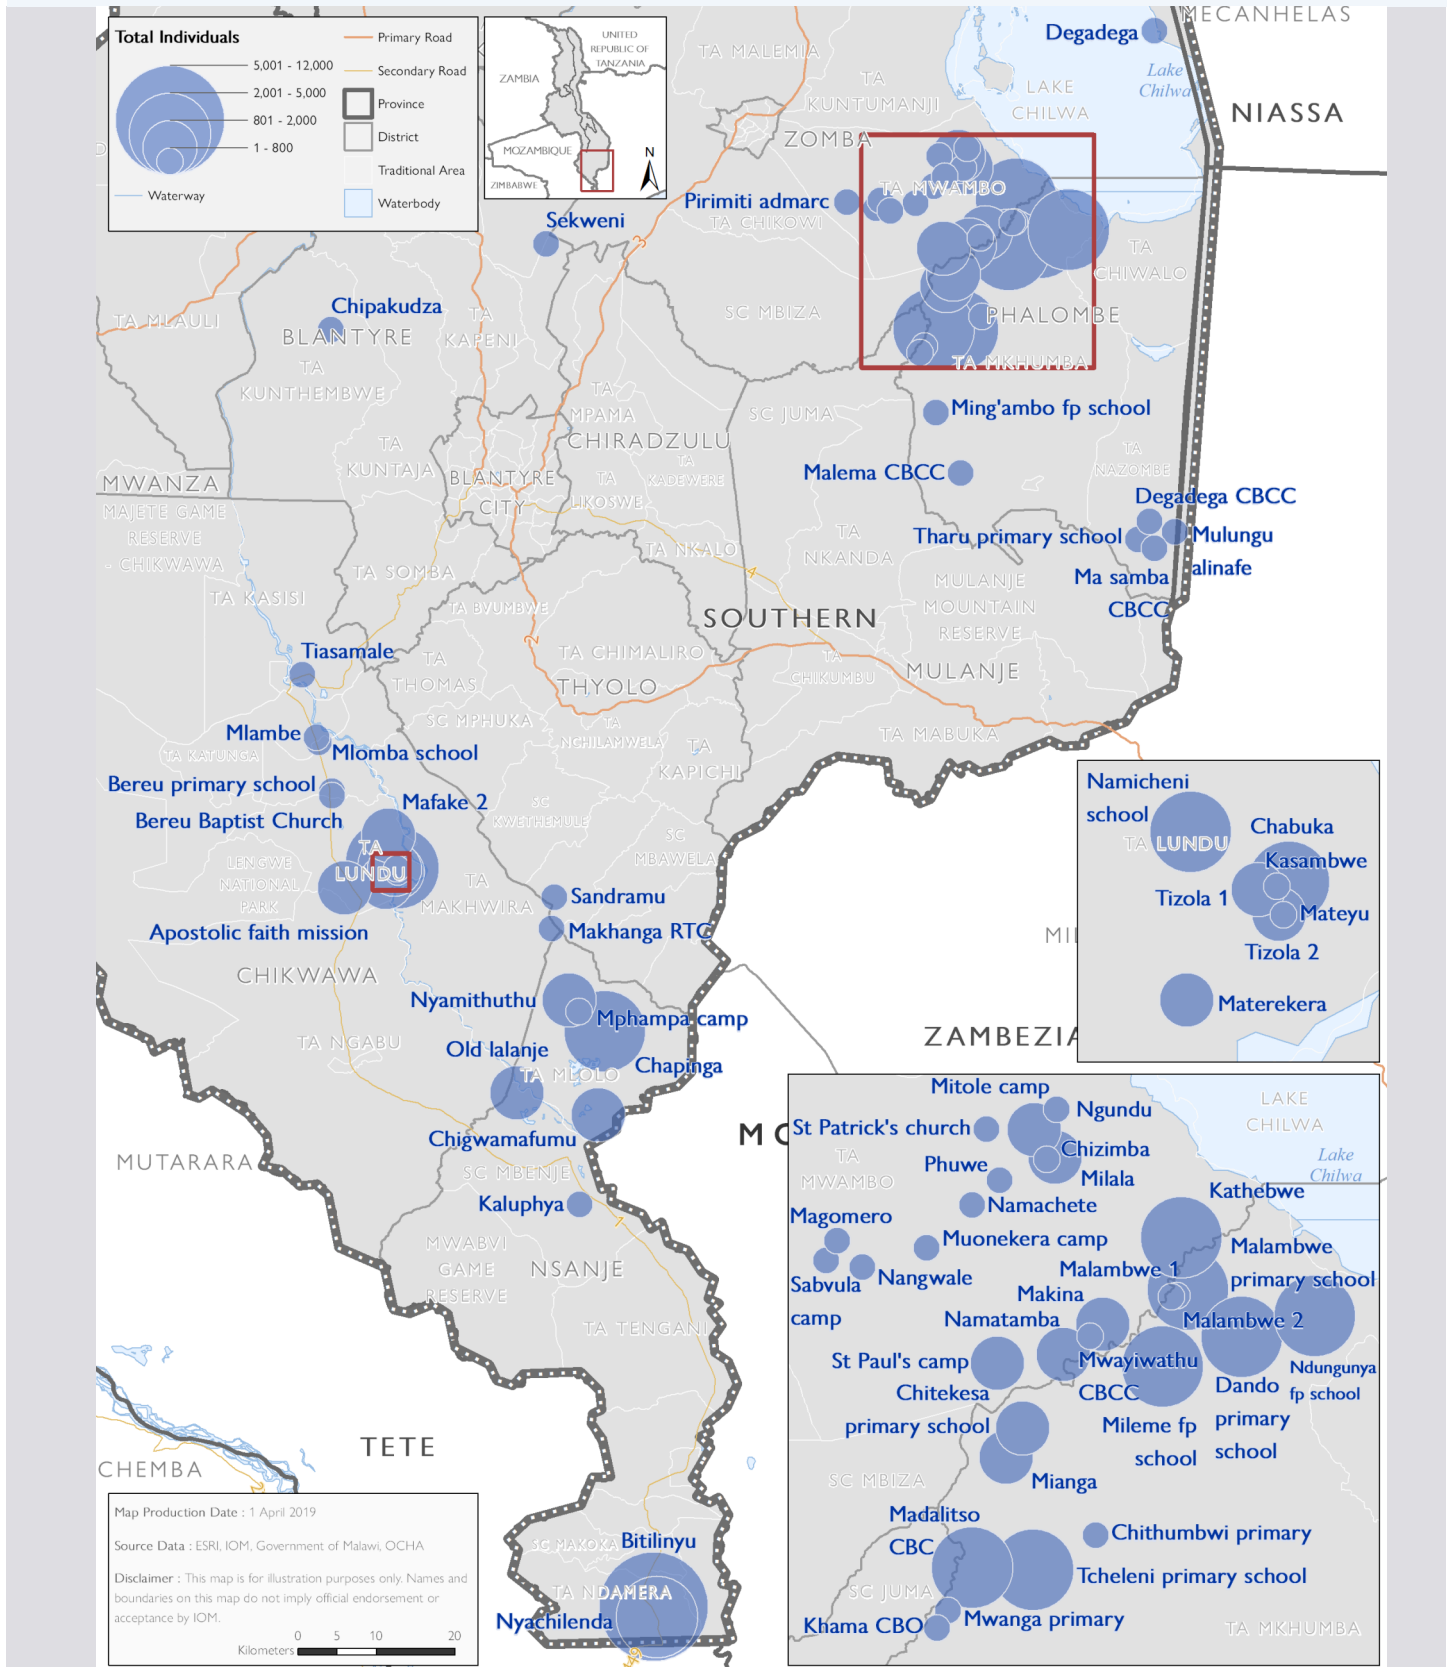 Total Individuals
5,001 - 12,000
2,001 - 5,000
801 - 2,000
1 - 800
Waterway
Primary Road
Secondary Road
Province
District
Traditional Area
Waterbody
UNITED
REPUBLIC OF
TANZANIA
ZAMBIA
MOZAMBIQUE
ZIMBABWE
N
MECANHELAS
Degadega
Lake
Chilwa
LAKE
CHILWA
NIASSA
TA MALEMIA
TA
KUNTUMANJI
ZOMBA
TA MWAMBO
Pirimiti admarc
TA CHIKOWI
Sekweni
3
TA
CHIWALO
SC MBIZA
PHALOMBE
TA MKHUMBA
Chipakudza
BLANTYRE
TA MLAULI
TA
KAPENI
TA
KUNTHEMBWE
TA
MPAMA
SC JUMA
Ming'ambo fp school
CHIRADZULU
TA
KUNTAJA
TA
KADEWERE
TA
LIKOSWE
BLANTYRE
CITY
Malema CBCC
TA
NAZOMBE
MWANZA
MAJETE GAME
RESERVE
- CHIKWAWA
Degadega CBCC
Tharu primary school
Mulungu
alinafe
Ma samba
CBCC
TA NKALO
TA
NKANDA
4
TA SOMBA
TA KASISI
TA BVUMBWE
MULANJE
MOUNTAIN
RESERVE
SOUTHERN
2
Tiasamale
TA
THOMAS
TA CHIMALIRO
THYOLO
TA
CHIKUMBU
MULANJE
SC MPHUKA
TA
NCHILAMWELA
TA
KAPICHI
TA MABUKA
Mlambe
Mlomba school
TA KATUNGA
Bereu primary school
Bereu Baptist Church
Mafake 2
SC
KWETHEMULE
SC
MBAWELA
TA
LUNDU
LENGWE
NATIONAL
PARK
TA
MAKHWIRA
Apostolic faith mission
Sandramu
Makhanga RTC
CHIKWAWA
Nyamithuthu
Mphampa camp
TA NGABU
Old lalanje
Chapinga
TA MLOLO
Chigwamafumu
SC MBENJE
Kaluphya
MUTARARA
MWABVI
GAME
RESERVE
NSANJE
1
TA TENGANI
TETE
CHEMBA
ZAMBEZIA
MIL
MO
Namicheni
school
TA LUNDU
Chabuka
Kasambwe
Tizola 1
Mateyu
Tizola 2
Materekera
Mitole camp
Ngundu
LAKE
CHILWA
Lake
Chilwa
St Patrick's church
Chizimba
TA
MWAMBO
Phuwe
Milala
Namachete
Kathebwe
Magomero
Muonekera camp
Malambwe
primary school
Malambwe 1
Sabvula
camp
Nangwale
Makina
Namatamba
Malambwe 2
St Paul's camp
Mwayiwathu
CBCC
Ndungunya
fp school
Chitekesa
primary school
Dando
primary
school
Mileme fp
school
SC MBIZA
Mianga
Madalitso
CBC
Chithumbwi primary
Tcheleni primary school
SC JUMA
Khama CBO
Mwanga primary
TA MKHUMBA
Bitilinyu
SC MAKOKA
TA NDAMERA
Nyachilenda
Map Production Date : 1 April 2019
Source Data : ESRI, IOM, Government of Malawi, OCHA
Disclaimer : This map is for illustration purposes only. Names and
boundaries on this map do not imply official endorsement or
acceptance by IOM.
0 5 10 20
Kilometers